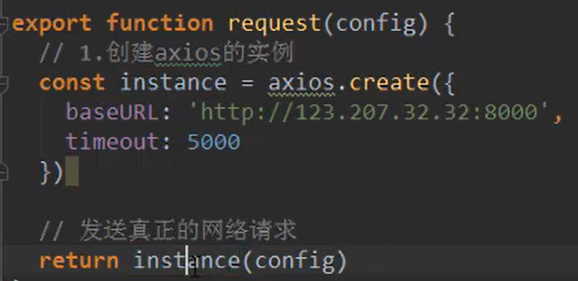 export function request(config) {
// 1.创建axios的实例
const instance = axios.create({
baseURL: 'http://123.207.32.32:8000',
timeout: 5000
})
// 发送真正的网络请求
return instance(config)